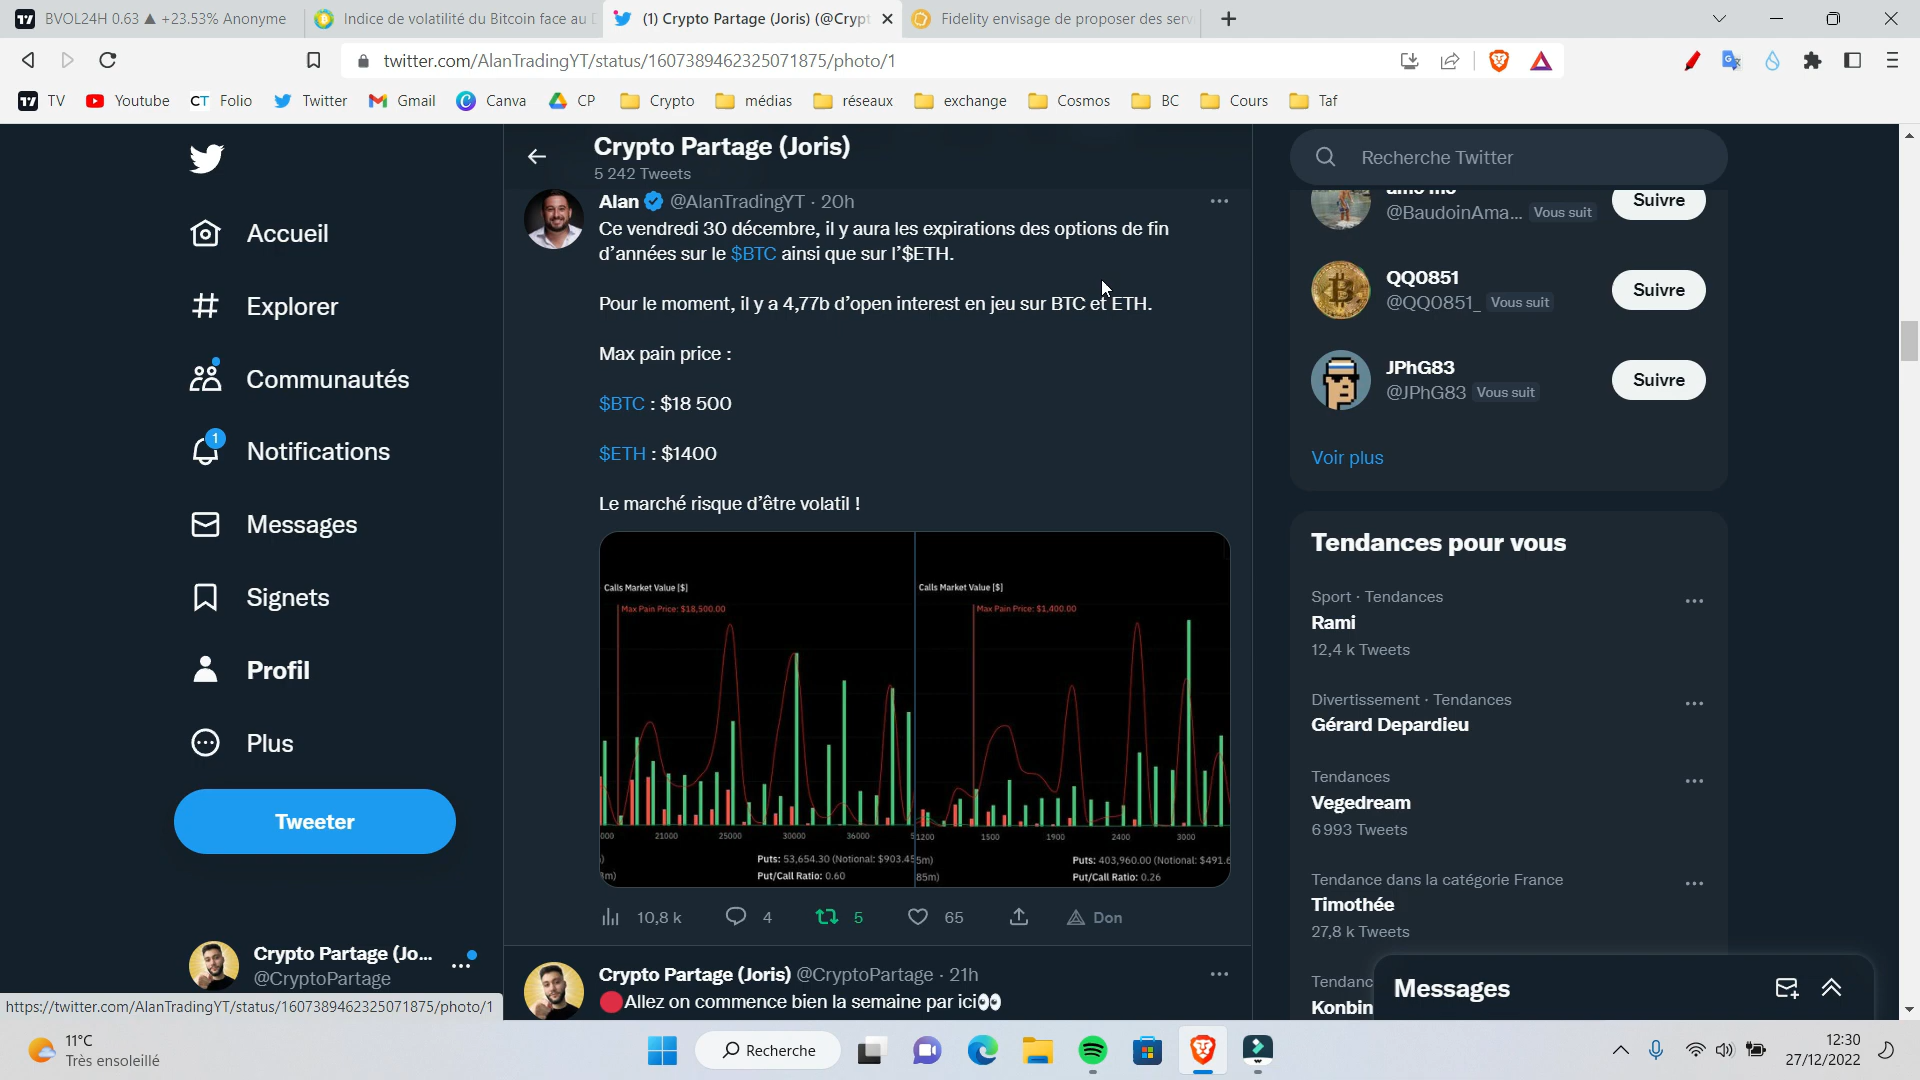 BVOL24H 0.63 ▲ +23.53% Anonyme
Indice de volatilité du Bitcoin face au
(1) Crypto Partage (Joris) (@Crypt
Fidelity envisage de proposer des serv
twitter.com/AlanTradingYT/status/1607389462325071875/photo/1
TV
Youtube
CT Folio
Twitter
Gmail
Canva
CP
Crypto
médias
réseaux
exchange
Cosmos
BC
Cours
Taf
Accueil
Explorer
Communautés
1
Notifications
Messages
Signets
Profil
Plus
Tweeter
Crypto Partage (Jo...
@CryptoPartage
https://twitter.com/AlanTradingYT/status/1607389462325071875/photo/1
Crypto Partage (Joris)
5 242 Tweets
Alan @AlanTradingYT · 20h
Ce vendredi 30 décembre, il y aura les expirations des options de fin
d'années sur le $BTC ainsi que sur l'$ETH.
Pour le moment, il y a 4,77b d'open interest en jeu sur BTC et ETH.
Max pain price :
$BTC : $18 500
$ETH : $1400
Le marché risque d'être volatil !
Calls Market Value [$]
Max Pain Price: $18,500.00
000 21000 25000 30000 36000
Puts: 53,654.30 (Notional: $903.45
Put/Call Ratio: 0.60
Calls Market Value [$]
Max Pain Price: $1,400.00
1200 1500 1900 2400 3000
5m)
Puts: 403,960.00 (Notional: $491.6
85m)
Put/Call Ratio: 0.26
10,8 k
4
5
65
Don
Crypto Partage (Joris) @CryptoPartage · 21h
🔴Allez on commence bien la semaine par ici👀
Recherche Twitter
@BaudoinAma... Vous suit
Suivre
QQ0851
@QQ0851_ Vous suit
Suivre
JPhG83
@JPhG83 Vous suit
Suivre
Voir plus
Tendances pour vous
Sport · Tendances
Rami
12,4 k Tweets
Divertissement · Tendances
Gérard Depardieu
Tendances
Vegedream
6 993 Tweets
Tendance dans la catégorie France
Timothée
27,8 k Tweets
Tendanc
Konbin
Messages
11°C
Très ensoleillé
Recherche
12:30
27/12/2022